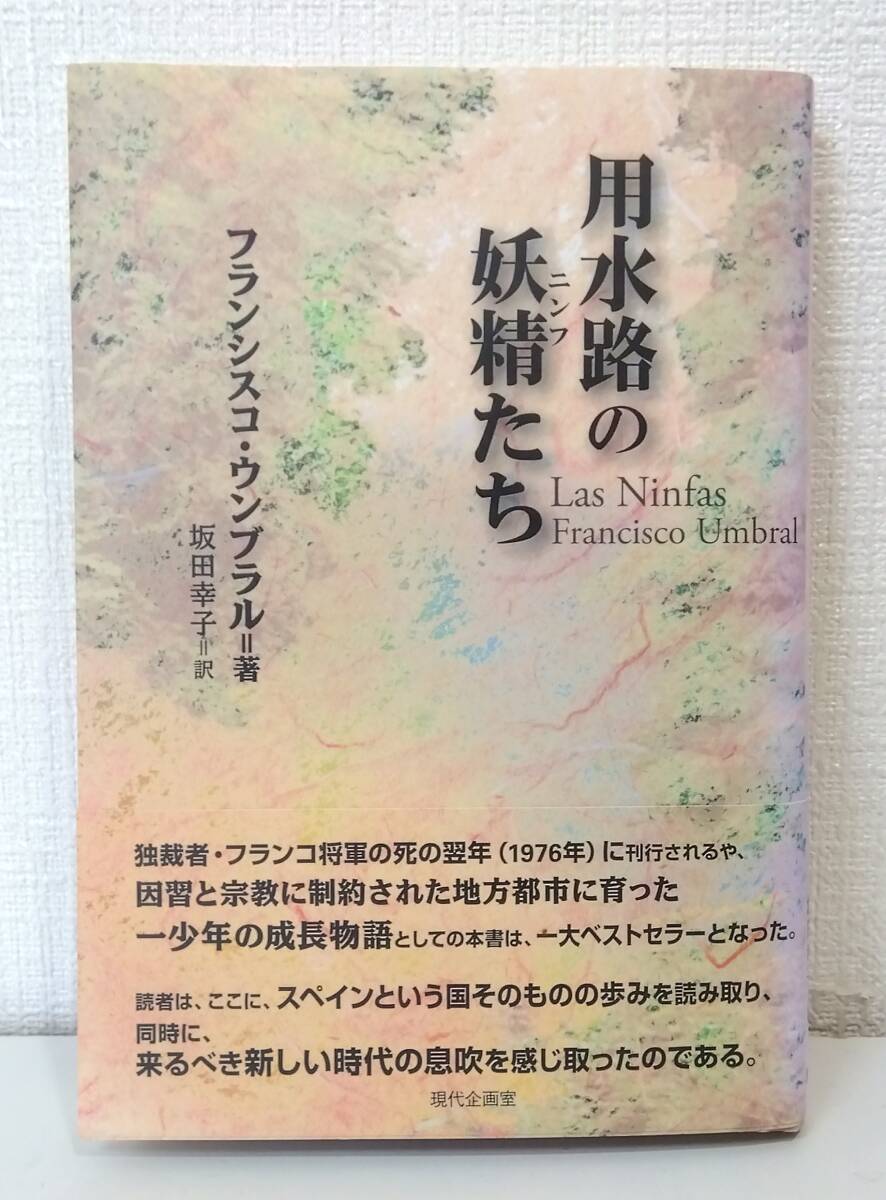 用水路の
妖精たち
ニンフ
Las Ninfas
Francisco Umbral
フランシスコ・ウンブラル＝著
坂田幸子＝訳
独裁者・フランコ将軍の死の翌年（1976年）に刊行されるや、
因習と宗教に制約された地方都市に育った
一少年の成長物語としての本書は、一大ベストセラーとなった。
読者は、ここに、スペインという国そのものの歩みを読み取り、
同時に、
来るべき新しい時代の息吹を感じ取ったのである。
現代企画室